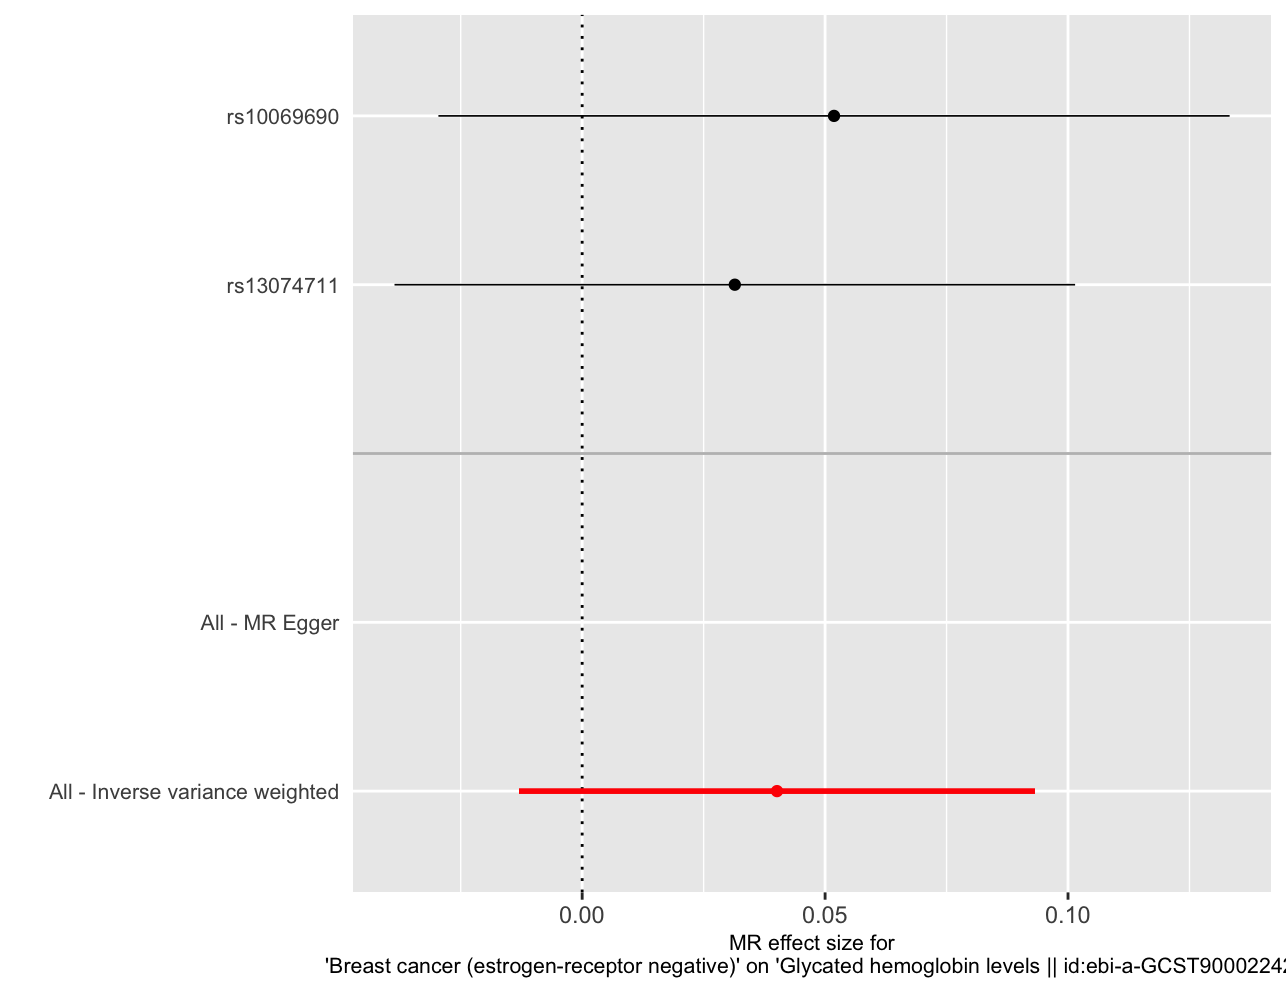 rs10069690
rs13074711
All - MR Egger
All - Inverse variance weighted
0.00 0.05 0.10
MR effect size for
'Breast cancer (estrogen-receptor negative)' on 'Glycated hemoglobin levels || id:ebi-a-GCST90002242